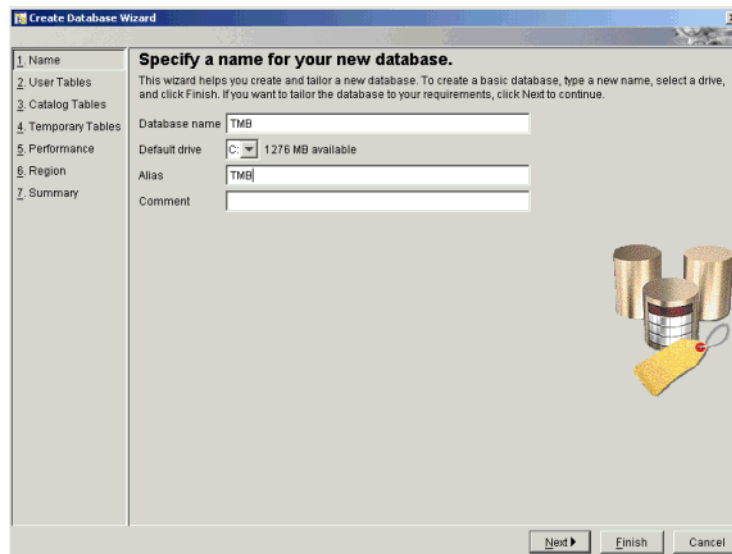 Create Database Wizard
1. Name
2. User Tables
3. Catalog Tables
4. Temporary Tables
5. Performance
6. Region
7. Summary
Specify a name for your new database.
This wizard helps you create and tailor a new database. To create a basic database, type a new name, select a drive,
and click Finish. If you want to tailor the database to your requirements, click Next to continue.
Database name TMB
Default drive C: 1276 MB available
Alias TMB
Comment
Next Finish Cancel